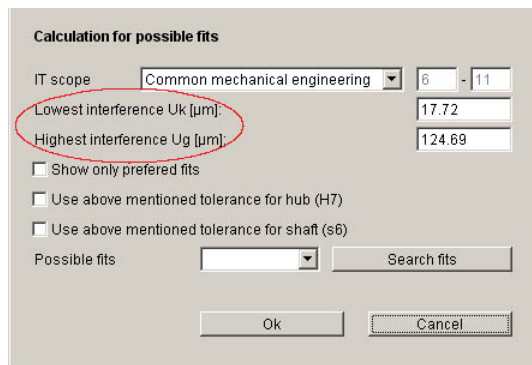 Calculation for possible fits
IT scope Common mechanical engineering 6 - 11
Lowest interference Uk [µm]: 17.72
Highest interference Ug [µm]: 124.69
Show only prefered fits
Use above mentioned tolerance for hub (H7)
Use above mentioned tolerance for shaft (s6)
Possible fits Search fits
Ok Cancel